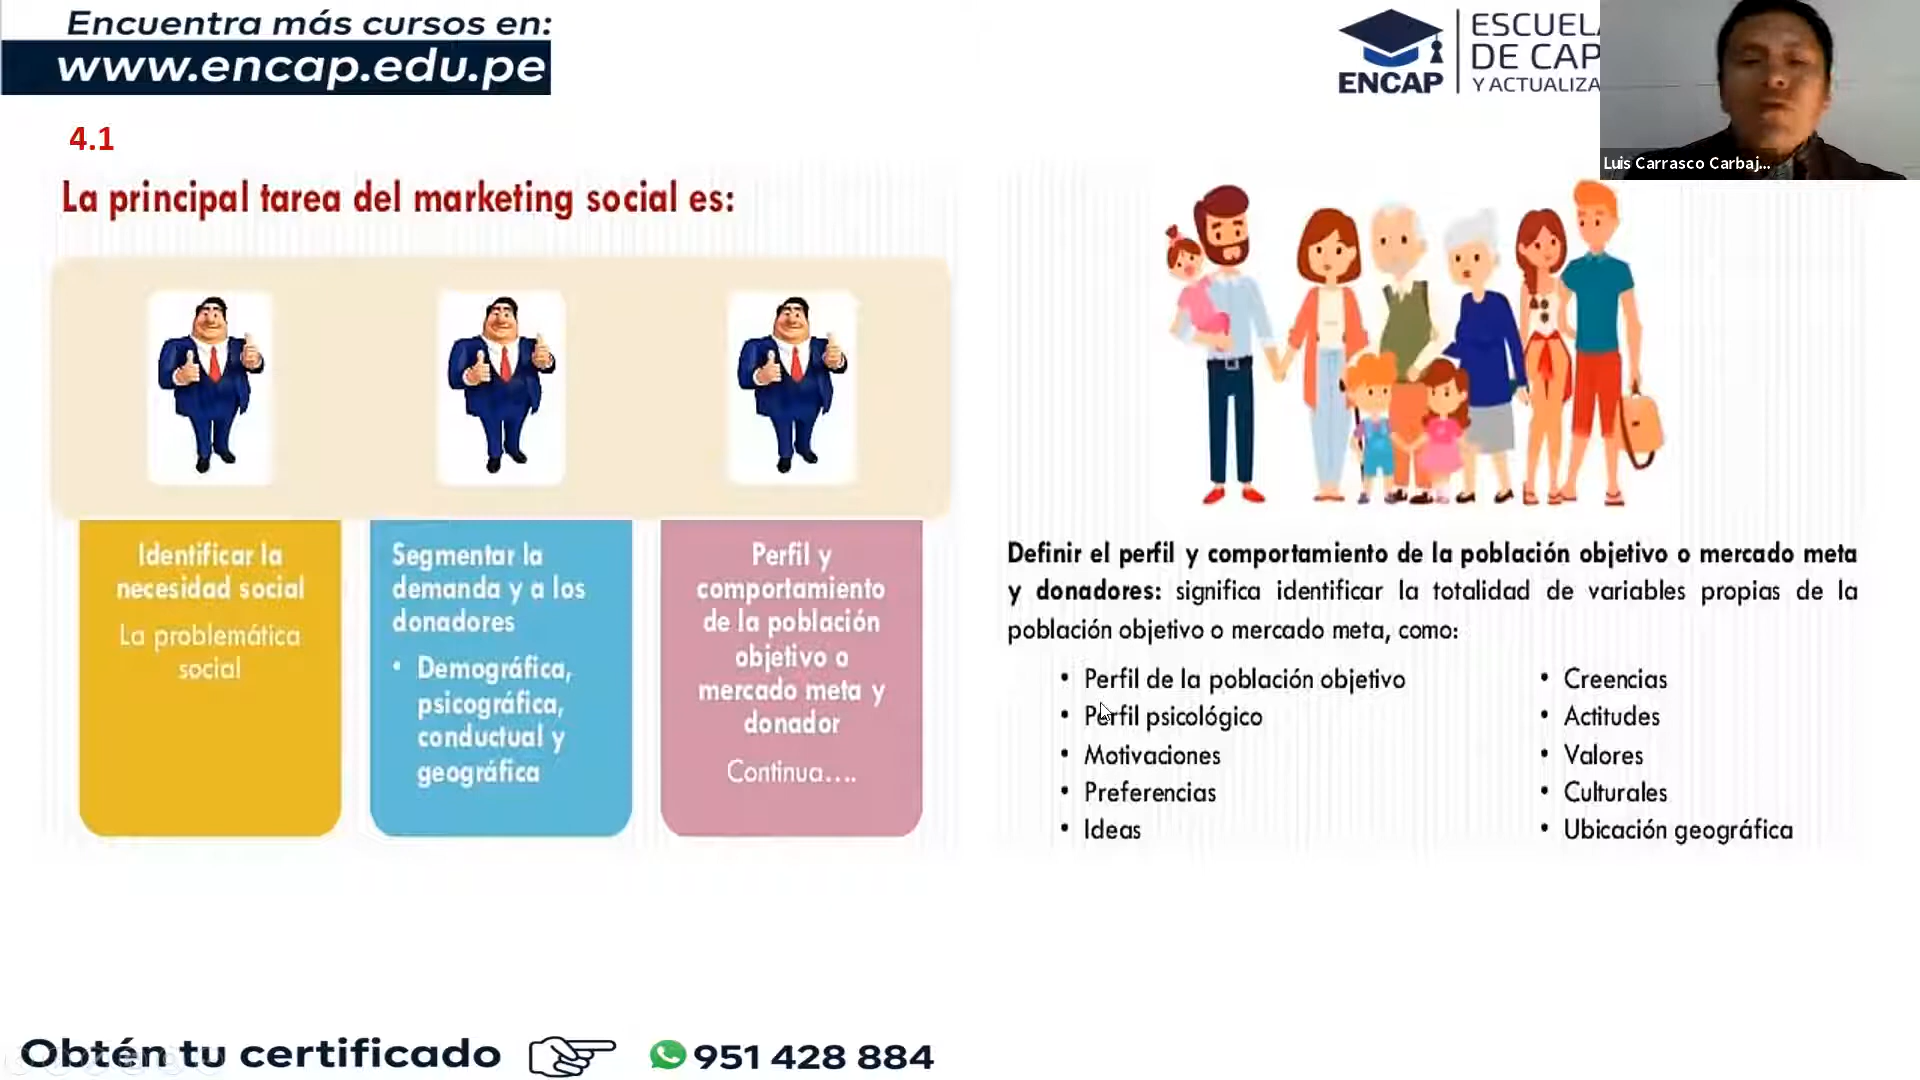 Encuentra más cursos en:
www.encap.edu.pe
ENCAP
ESCUEL
DE CAP
Y ACTUALIZA
Luis Carrasco Carbaj...
4.1
La principal tarea del marketing social es:
Identificar la
necesidad social
La problemática
social
Segmentar la
demanda y a los
donadores
• Demográfica,
psicográfica,
conductual y
geográfica
Perfil y
comportamiento
de la población
objetivo o
mercado meta y
donador
Continua....
Definir el perfil y comportamiento de la población objetivo o mercado meta
y donadores: significa identificar la totalidad de variables propias de la
población objetivo o mercado meta, como:
• Perfil de la población objetivo
• Perfil psicológico
• Motivaciones
• Preferencias
• Ideas
• Creencias
• Actitudes
• Valores
• Culturales
• Ubicación geográfica
Obtén tu certificado
951 428 884